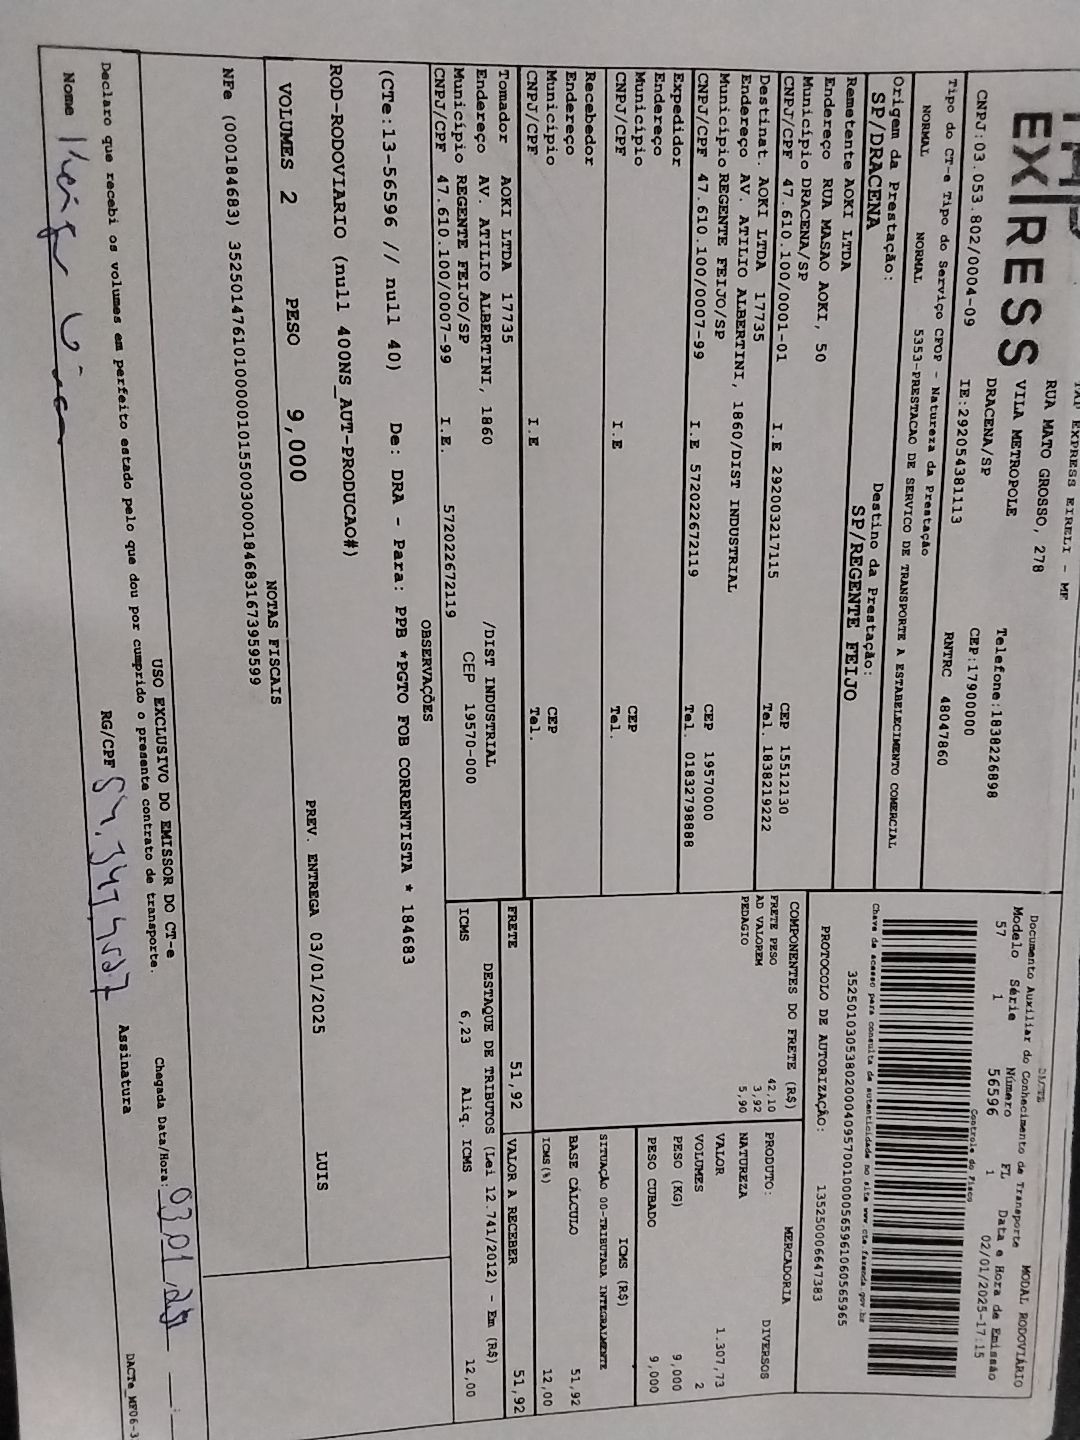 EXPRESS
TAP EXPRESS EIRELI - ME
RUA MATO GROSSO, 278
VILA METROPOLE
DRACENA/SP
Telefone:1838226898
CEP:17900000
CNPJ:03.053.802/0004-09
IE:292054381113
RNTRC 48047860
Tipo do CT-e Tipo do Serviço CFOP - Natureza da Prestação
NORMAL NORMAL 5353-PRESTACAO DE SERVICO DE TRANSPORTE A ESTABELECIMENTO COMERCIAL
Origem da Prestação: Destino da Prestação:
SP/DRACENA SP/REGENTE FEIJO
Remetente AOKI LTDA
Endereço RUA MASAO AOKI, 50
Município DRACENA/SP CEP 15512130
CNPJ/CPF 47.610.100/0001-01 I.E 292003217115 Tel. 1838219222
Destinat. AOKI LTDA 17735
Endereço AV. ATILIO ALBERTINI, 1860/DIST INDUSTRIAL
Município REGENTE FEIJO/SP CEP 19570000
CNPJ/CPF 47.610.100/0007-99 I.E 572022672119 Tel. 01832798888
Expedidor
Endereço
Município CEP
CNPJ/CPF I.E Tel.
Recebedor
Endereço
Município CEP
CNPJ/CPF I.E Tel.
Tomador AOKI LTDA 17735
Endereço AV. ATILIO ALBERTINI, 1860 /DIST INDUSTRIAL
Município REGENTE FEIJO/SP CEP 19570-000
CNPJ/CPF 47.610.100/0007-99 I.E. 572022672119
DACTE
Documento Auxiliar do Conhecimento de Transporte MODAL RODOVIÁRIO
Modelo Série Número FL Data e Hora de Emissão
57 1 56596 1 02/01/2025-17:15
Controle do Fisco
Chave de acesso para consulta de autenticidade no site www.cte.fazenda.gov.br
35250103053802000409570010000565961060565965
PROTOCOLO DE AUTORIZAÇÃO: 135250006647383
COMPONENTES DO FRETE (R$)
FRETE PESO 42,10
AD VALOREM 3,92
PEDAGIO 5,90
MERCADORIA
PRODUTO: DIVERSOS
NATUREZA
VALOR 1.307,73
VOLUMES 2
PESO (KG) 9,000
PESO CUBADO 9,000
ICMS (R$)
SITUAÇÃO 00-TRIBUTADA INTEGRALMENTE
BASE CÁLCULO 51,92
ICMS(%) 12,00
FRETE 51,92 VALOR A RECEBER 51,92
DESTAQUE DE TRIBUTOS (Lei 12.741/2012) - Em (R$)
ICMS 6,23 Aliq. ICMS 12,00
OBSERVAÇÕES
(CTe:13-56596 // null 40) De: DRA - Para: PPB *PGTO FOB CORRENTISTA * 184683
ROD-RODOVIARIO (null 400NS_AUT-PRODUCAO#)
PREV. ENTREGA 03/01/2025 LUIS
VOLUMES 2 PESO 9,000
NOTAS FISCAIS
NFe (000184683) 35250147610100000101550030001846831673959599
USO EXCLUSIVO DO EMISSOR DO CT-e
Declaro que recebi os volumes em perfeito estado pelo que dou por cumprido o presente contrato de transporte.
Chegada Data/Hora: 03/01/25
Nome RG/CPF Assinatura
DACTe_MF06-3